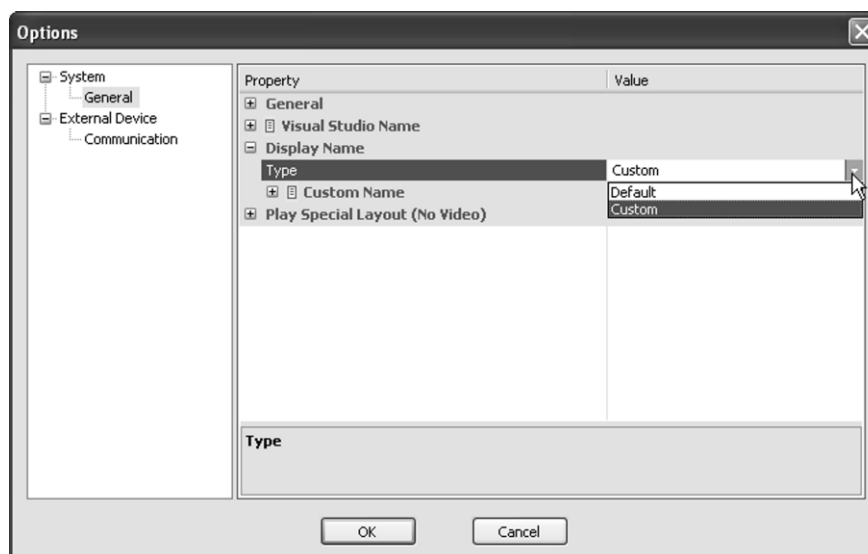 Options
System
General
External Device
Communication
Property Value
General
Visual Studio Name
Display Name
Type Custom
Default
Custom Name
Custom
Play Special Layout (No Video)
Type
OK Cancel